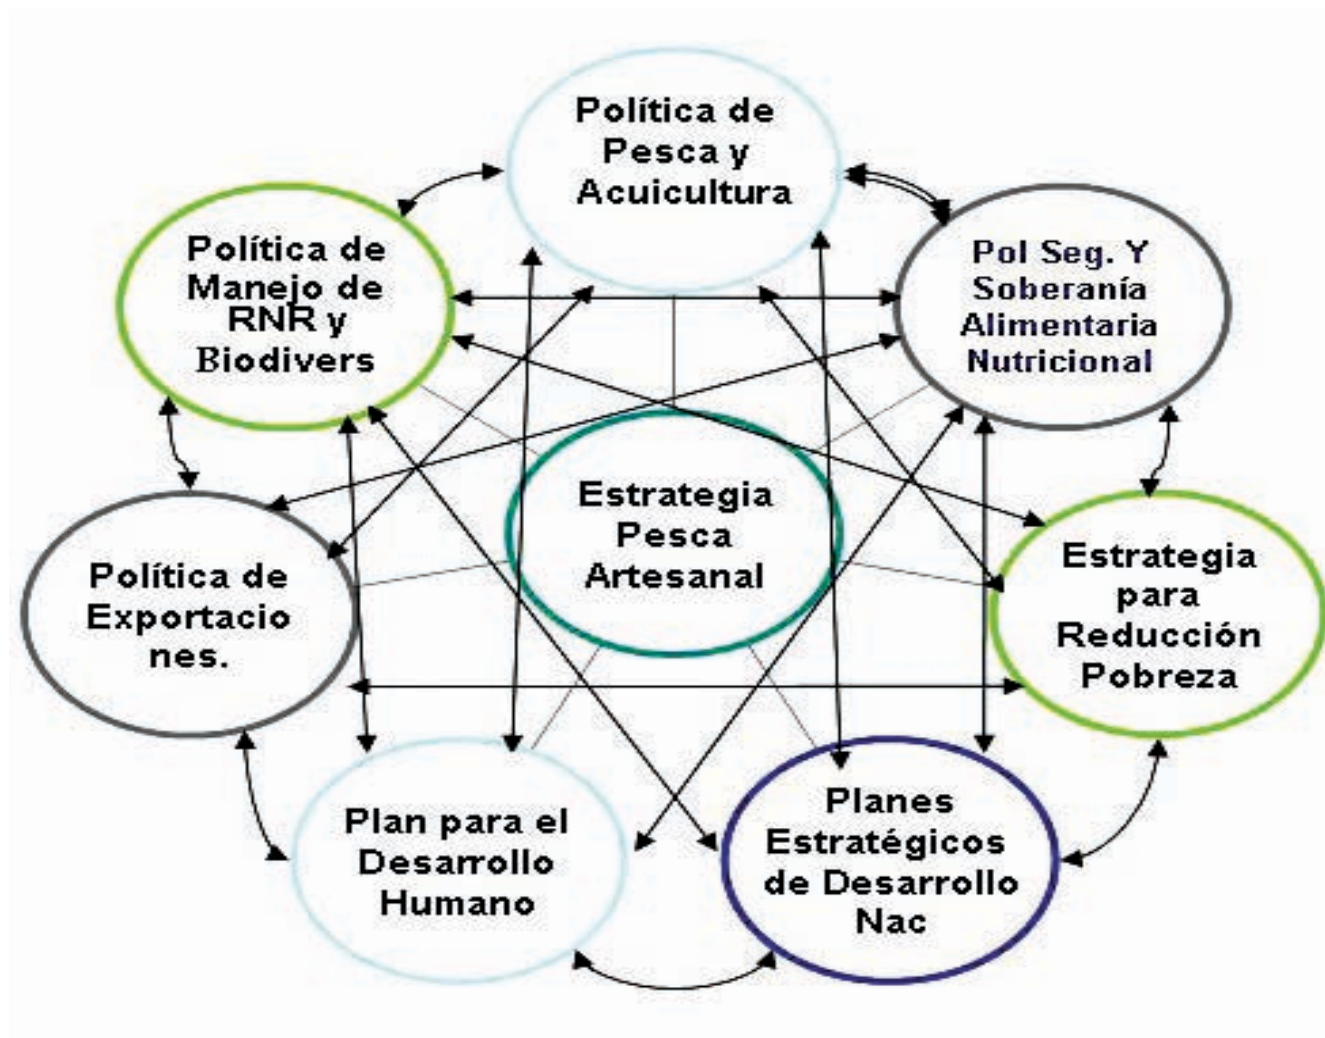 Política de
Pesca y
Acuicultura
Política de
Manejo de
RNR y
Biodivers
Pol Seg. Y
Soberanía
Alimentaria
Nutricional
Estrategia
Pesca
Artesanal
Política de
Exportacio
nes.
Estrategia
para
Reducción
Pobreza
Plan para el
Desarrollo
Humano
Planes
Estratégicos
de Desarrollo
Nac